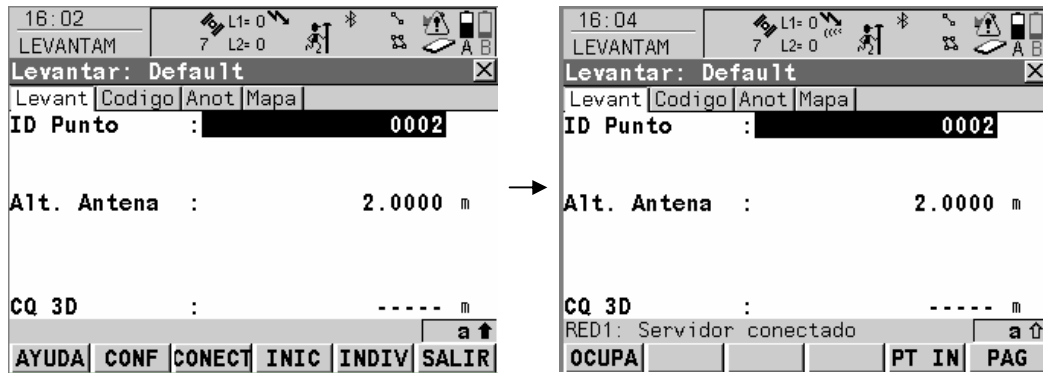 16:02
LEVANTAM
L1= 0
7 L2= 0
A B
Levantar: Default
Levant Codigo Anot Mapa
ID Punto : 0002
Alt. Antena : 2.0000 m
CQ 3D : ----- m
a
AYUDA CONF CONECT INIC INDIV SALIR
16:04
LEVANTAM
L1= 0
7 L2= 0
A B
Levantar: Default
Levant Codigo Anot Mapa
ID Punto : 0002
Alt. Antena : 2.0000 m
CQ 3D : ----- m
RED1: Servidor conectado a
OCUPA PT IN PAG